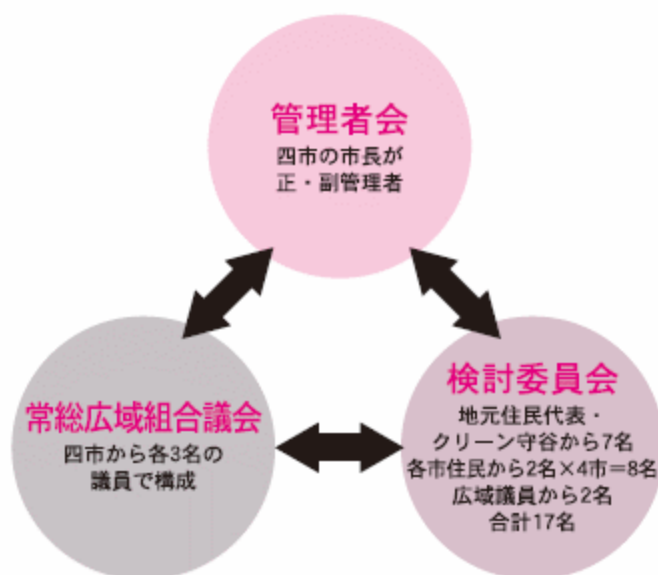 管理者会
四市の市長が
正・副管理者
常総広域組合議会
四市から各3名の
議員で構成
検討委員会
地元住民代表・
クリーン守谷から7名
各市住民から2名×4市＝8名
広域議員から2名
合計17名